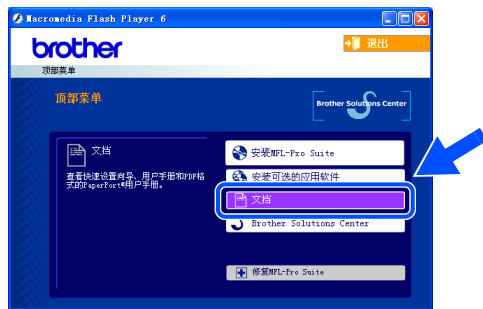 Macromedia Flash Player 6
brother
退出
顶部菜单
顶部菜单
Brother Solutions Center
文档
查看快速设置向导、用户手册和PDF格
式的PaperPort®用户手册。
安装MFL-Pro Suite
安装可选的应用软件
文档
Brother Solutions Center
修复MFL-Pro Suite